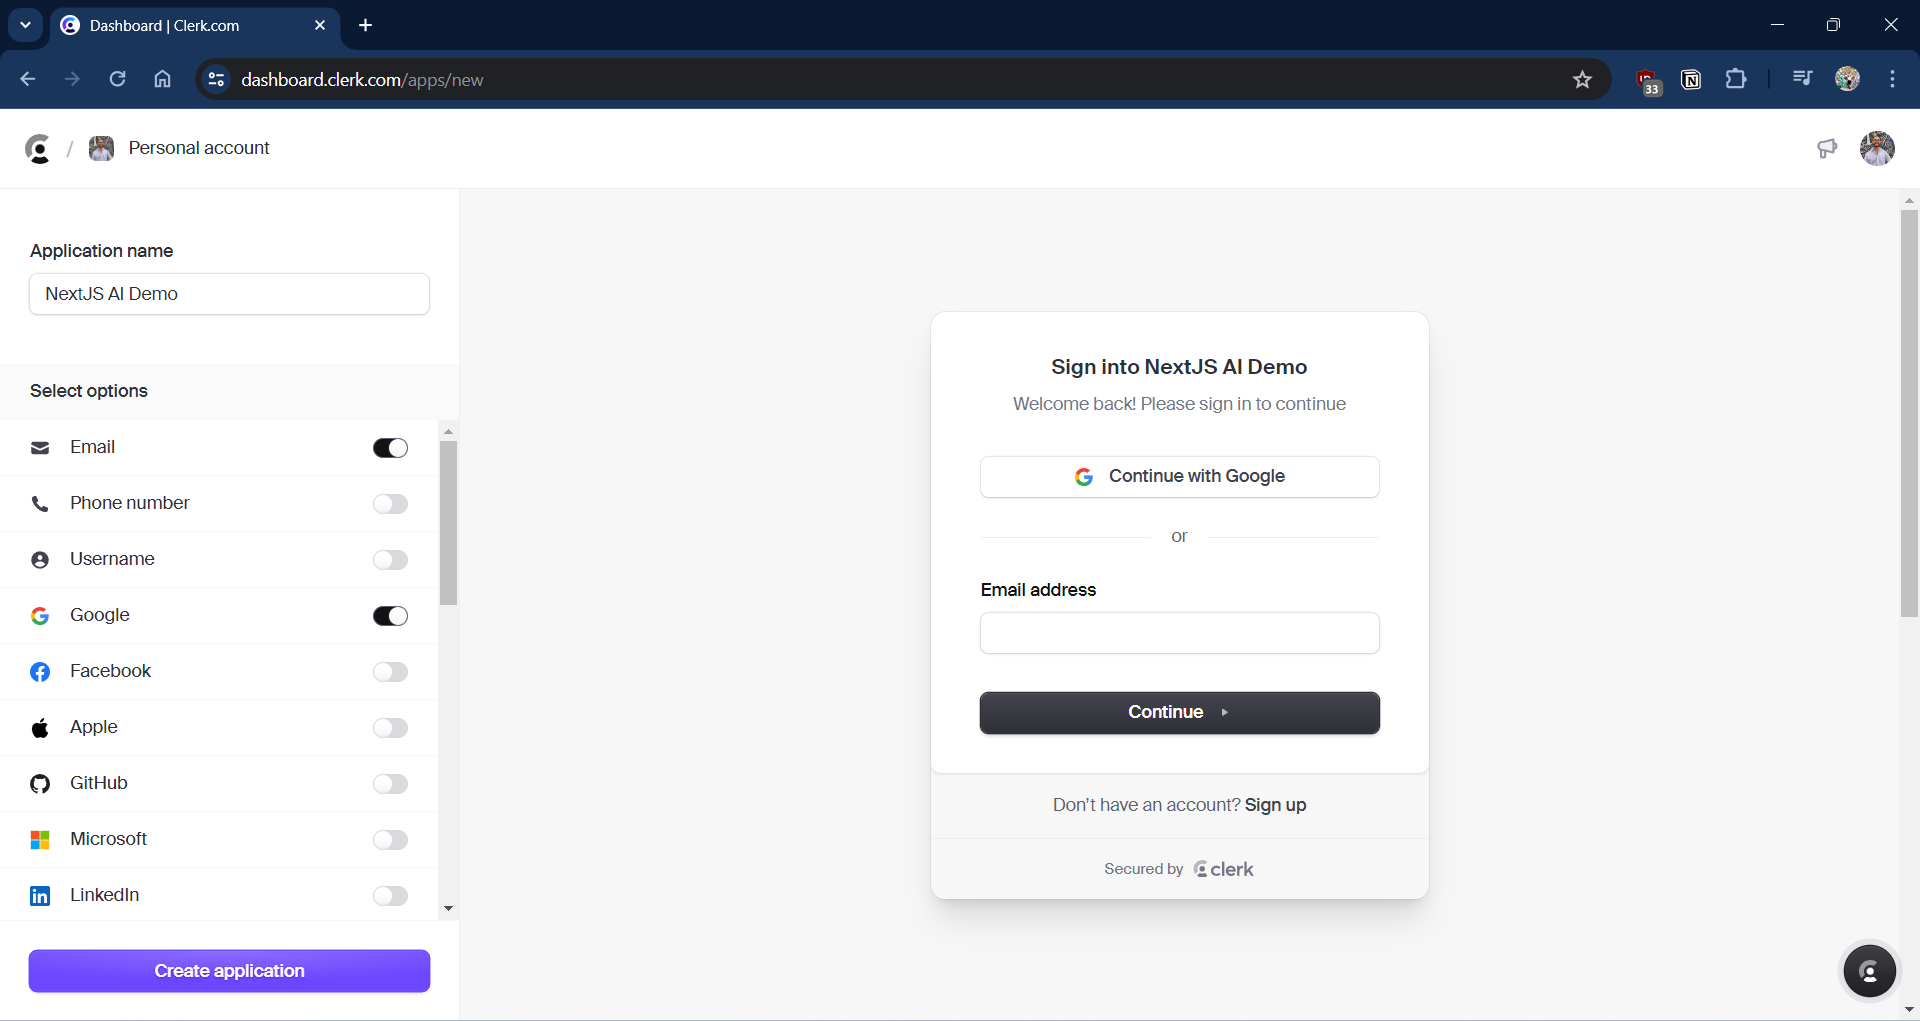 Dashboard | Clerk.com
dashboard.clerk.com/apps/new
33
/ Personal account
Application name
NextJS AI Demo
Select options
Email
Phone number
Username
Google
Facebook
Apple
GitHub
Microsoft
LinkedIn
Create application
Sign into NextJS AI Demo
Welcome back! Please sign in to continue
Continue with Google
or
Email address
Continue
Don't have an account? Sign up
Secured by clerk